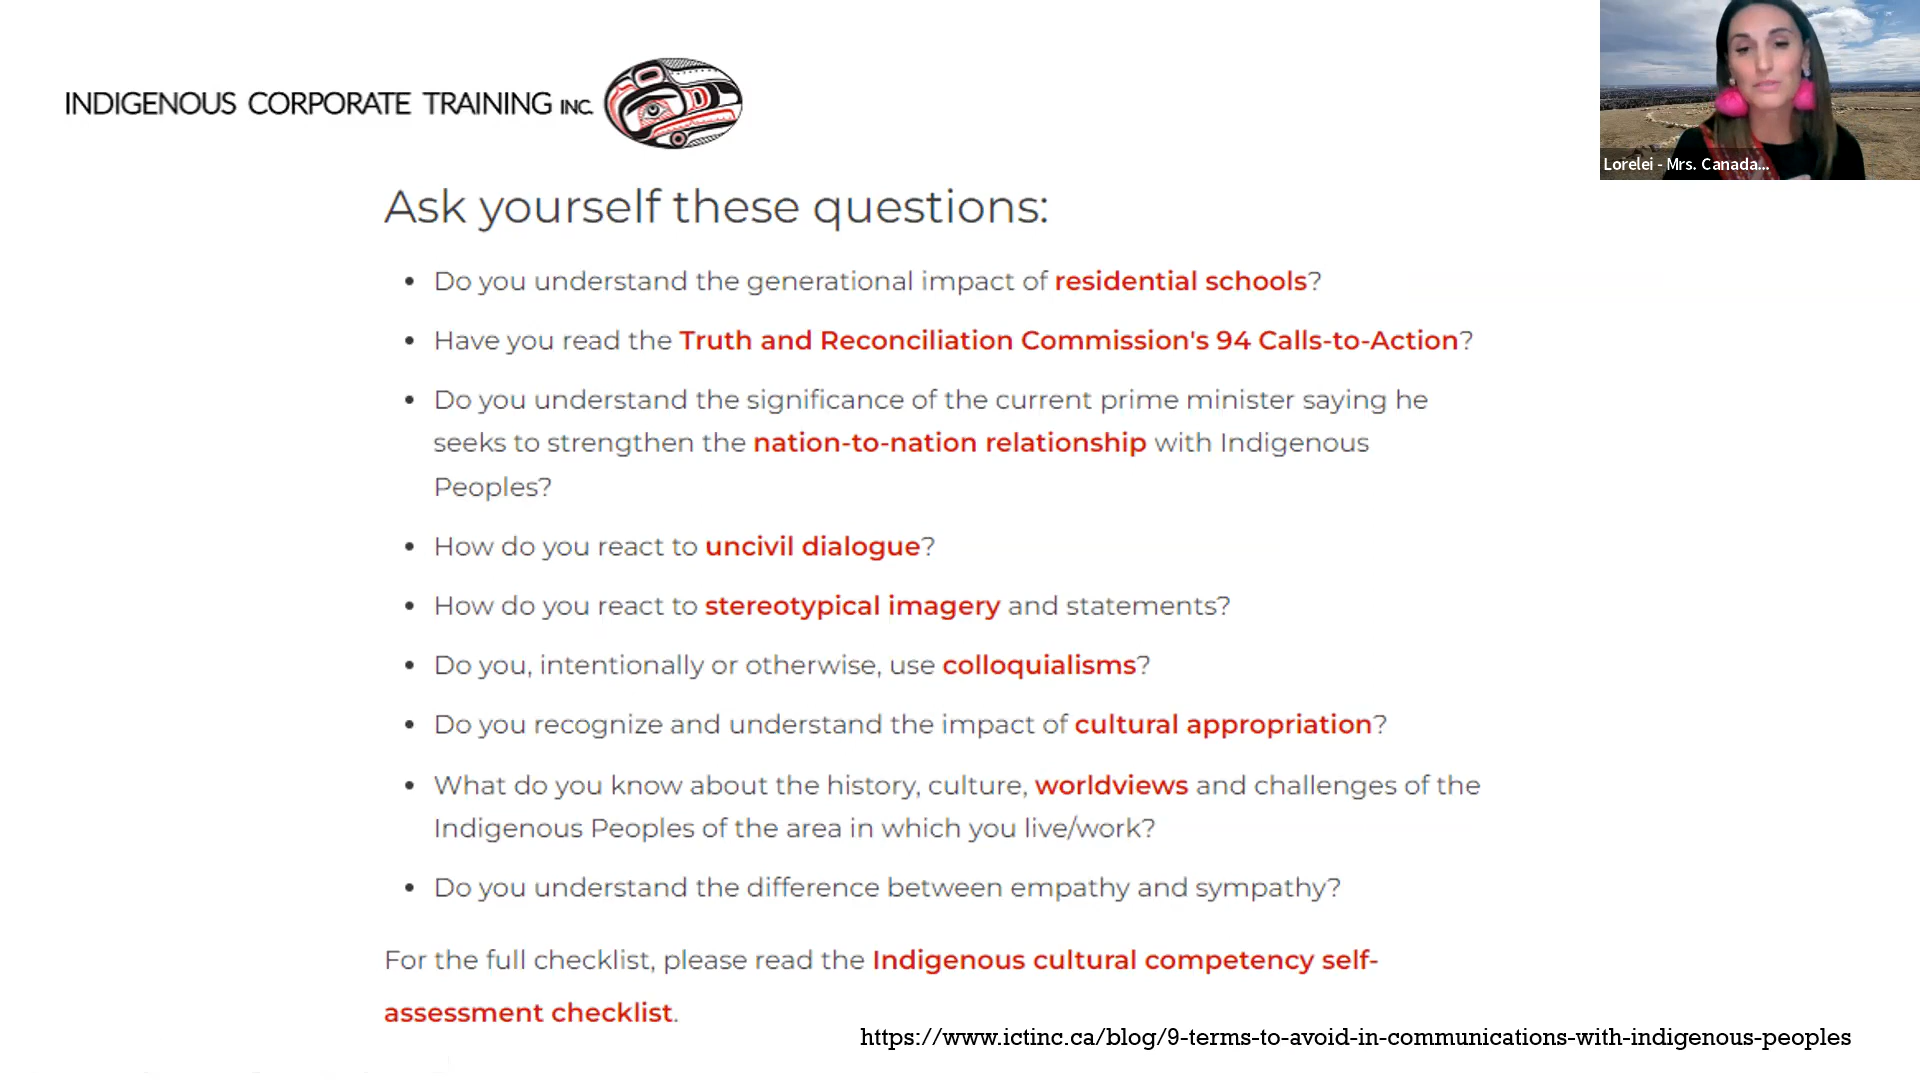 INDIGENOUS CORPORATE TRAINING INC.
Lorelei - Mrs. Canada...
Ask yourself these questions:
• Do you understand the generational impact of residential schools?
• Have you read the Truth and Reconciliation Commission's 94 Calls-to-Action?
• Do you understand the significance of the current prime minister saying he
seeks to strengthen the nation-to-nation relationship with Indigenous
Peoples?
• How do you react to uncivil dialogue?
• How do you react to stereotypical imagery and statements?
• Do you, intentionally or otherwise, use colloquialisms?
• Do you recognize and understand the impact of cultural appropriation?
• What do you know about the history, culture, worldviews and challenges of the
Indigenous Peoples of the area in which you live/work?
• Do you understand the difference between empathy and sympathy?
For the full checklist, please read the Indigenous cultural competency self-
assessment checklist.
https://www.ictinc.ca/blog/9-terms-to-avoid-in-communications-with-indigenous-peoples